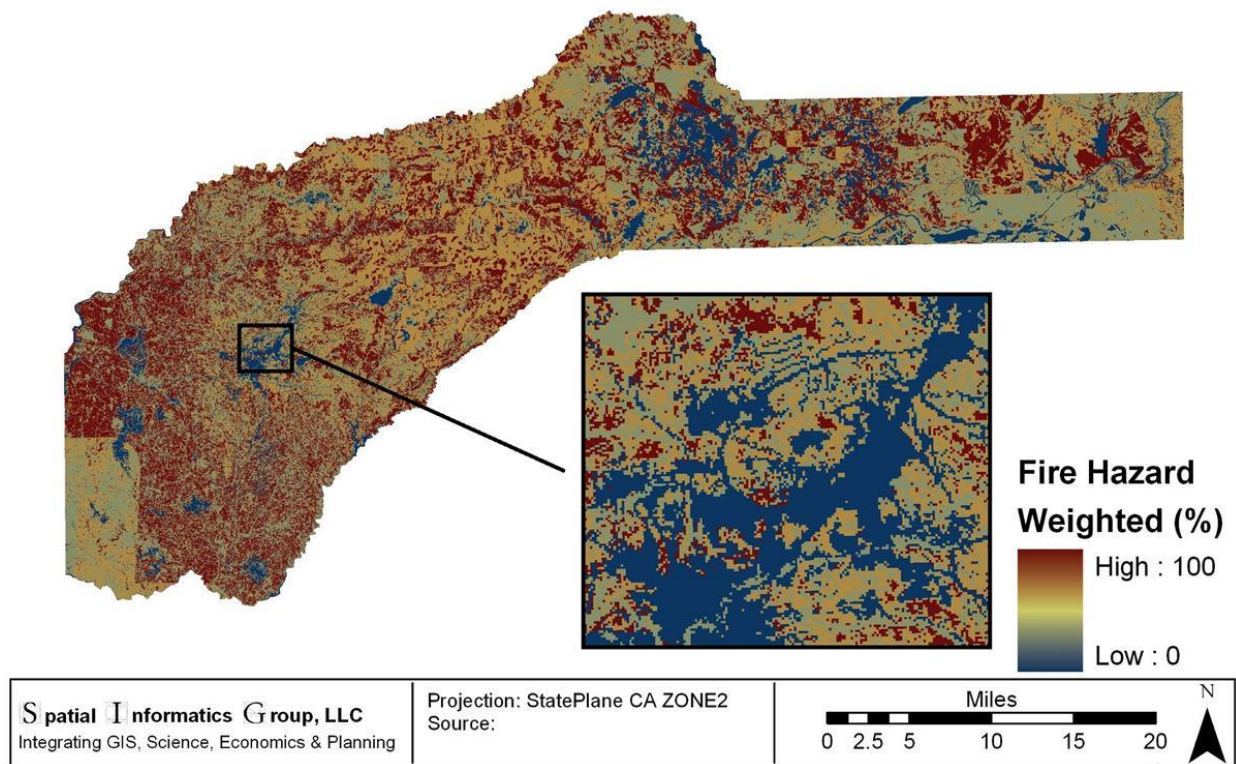 Fire Hazard
Weighted (%)
High : 100
Low : 0
Spatial Informatics Group, LLC
Integrating GIS, Science, Economics & Planning
Projection: StatePlane CA ZONE2
Source:
Miles
0 2.5 5 10 15 20
N